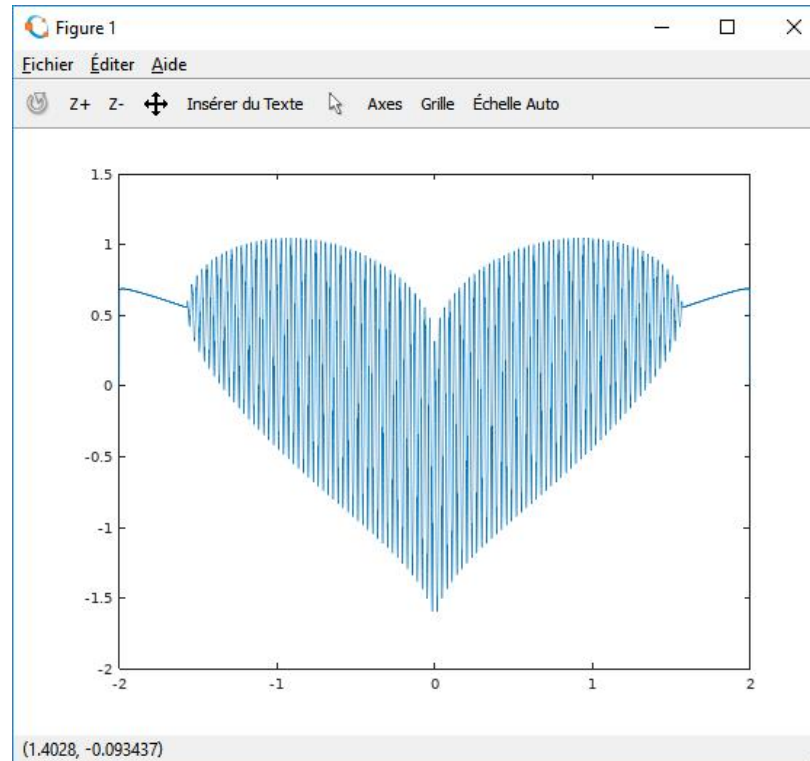 Figure 1
Fichier Éditer Aide
Z+ Z- Insérer du Texte Axes Grille Échelle Auto
1.5
1
0.5
0
-0.5
-1
-1.5
-2
-2 -1 0 1 2
(1.4028, -0.093437)